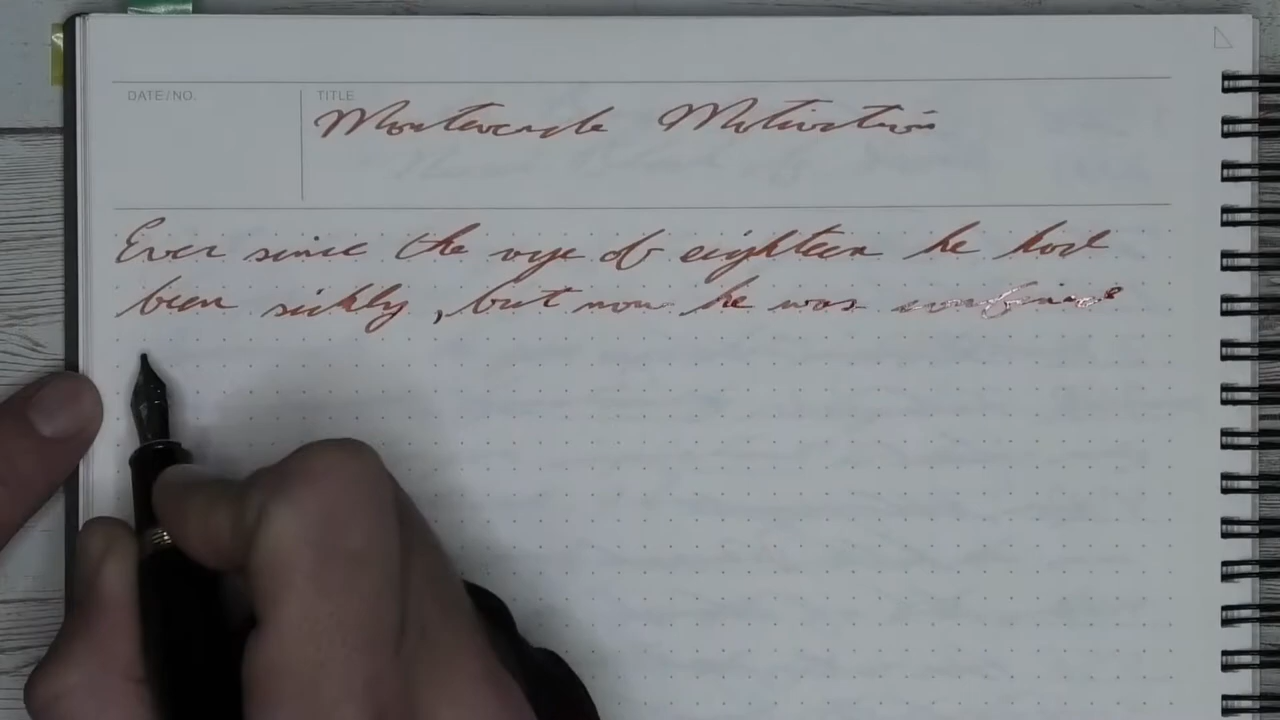 DATE/NO.
TITLE
Monteverde Motivation
Ever since the age of eighteen he had
been sickly, but now he was confined